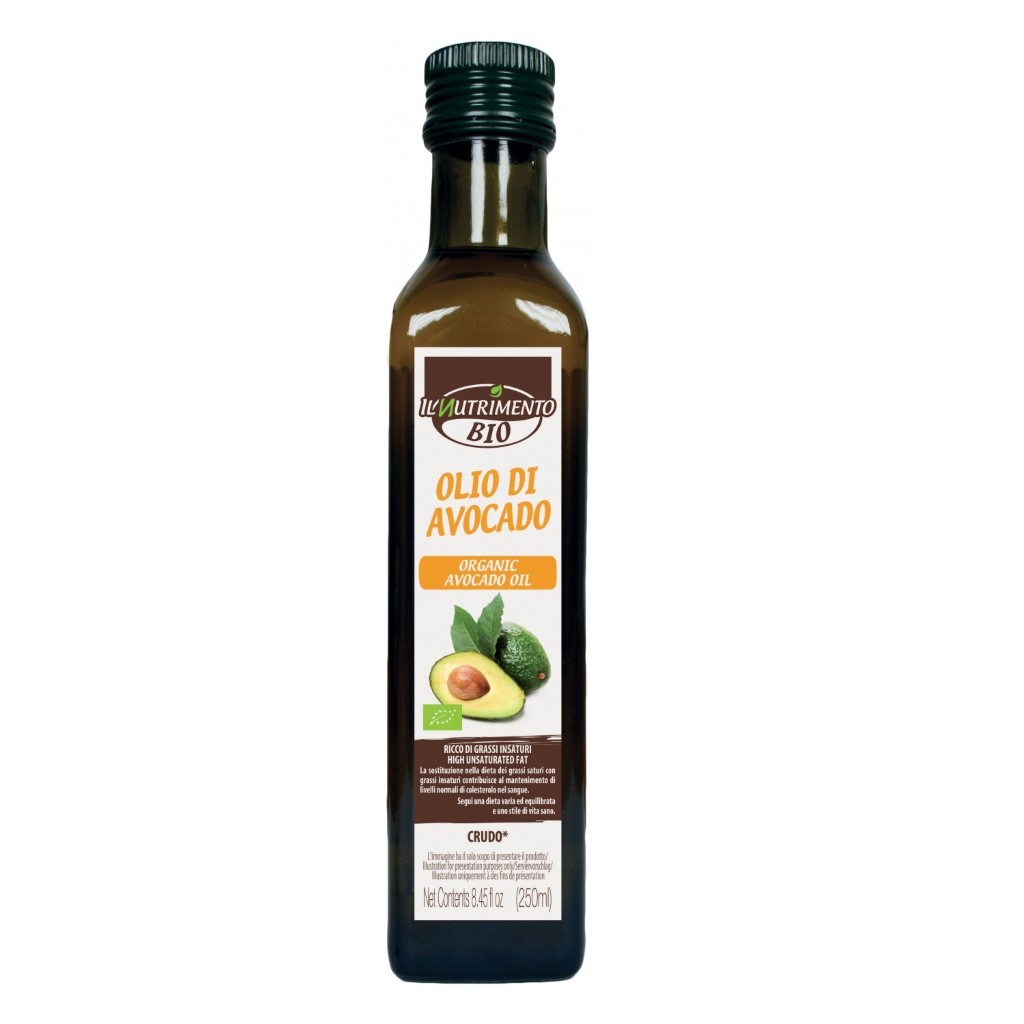 IL NUTRIMENTO
BIO
OLIO DI
AVOCADO
ORGANIC
AVOCADO OIL
RICCO DI GRASSI INSATURI
HIGH UNSATURATED FAT
La sostituzione nella dieta dei grassi saturi con
grassi insaturi contribuisce al mantenimento di
livelli normali di colesterolo nel sangue.
Segui una dieta varia ed equilibrata
e uno stile di vita sano.
CRUDO*
L'immagine ha il solo scopo di presentare il prodotto/
Illustration for presentation purposes only/Serviervorschlag/
Illustration uniquement à des fins de présentation
Net Contents 8.45 fl oz (250ml)